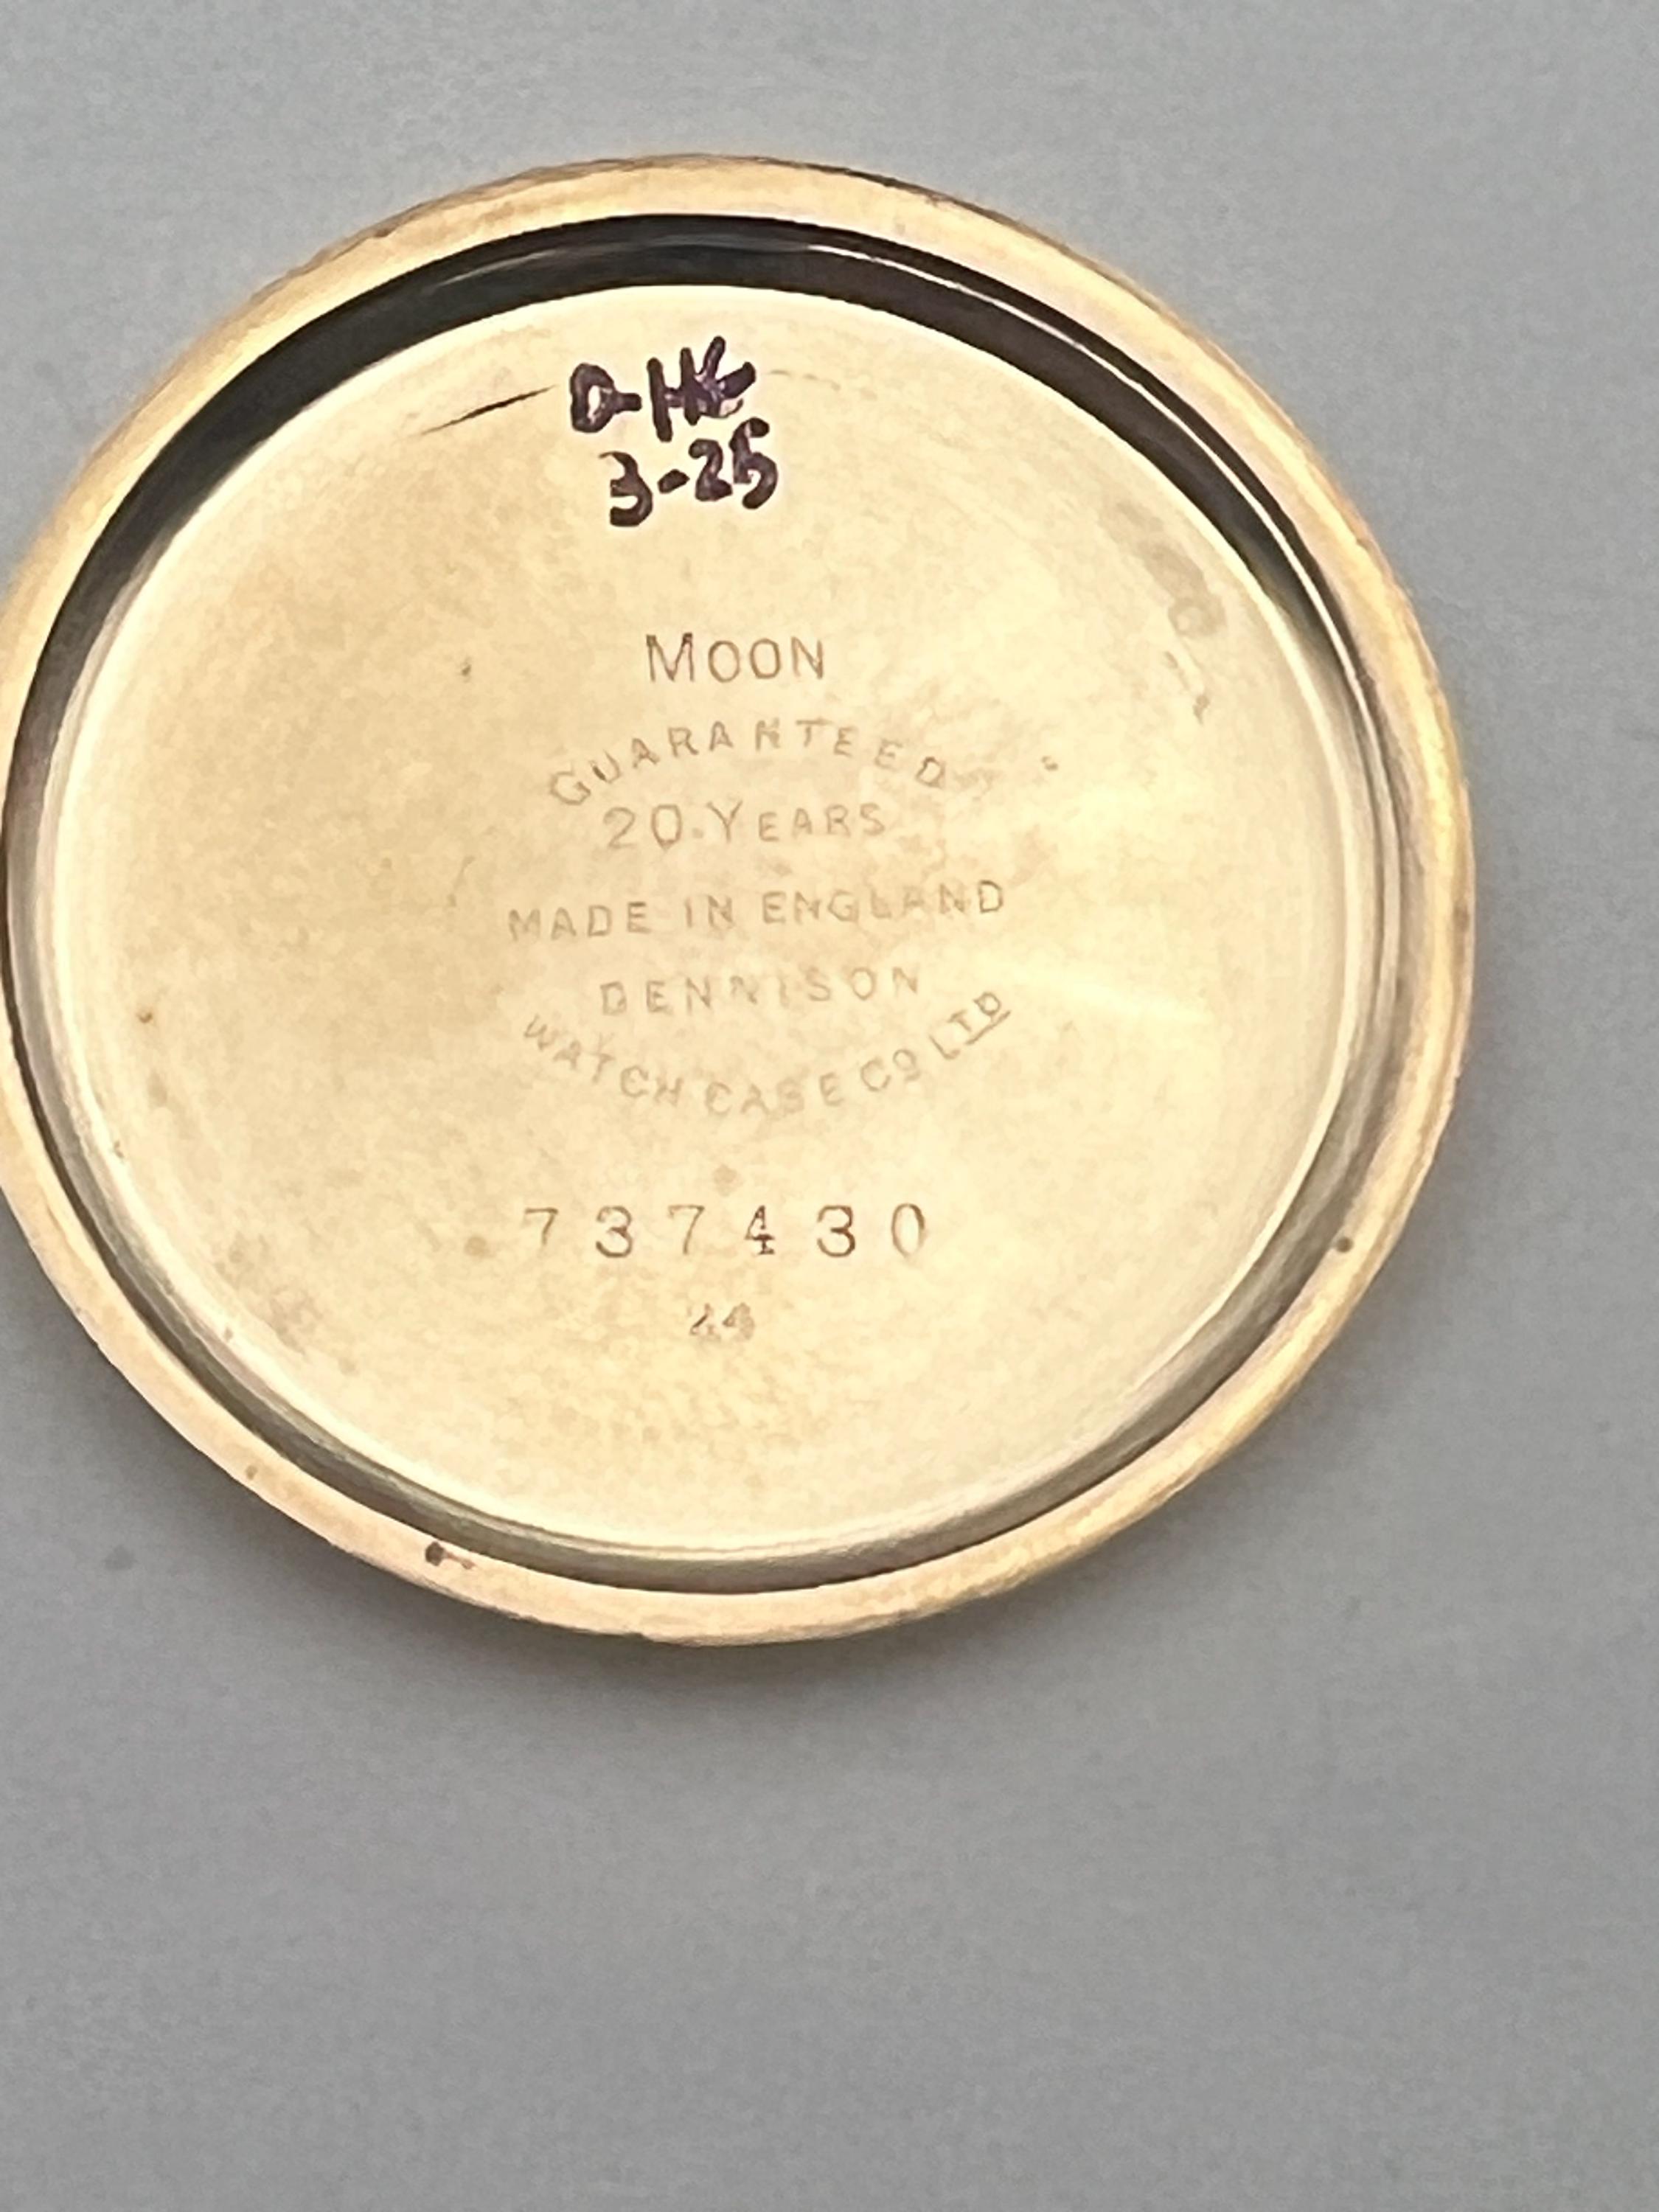 3-25
MOON
GUARANTEED
20.YEARS
MADE IN ENGLAND
DENNISON
WATCH CASE Co LTD
737430
24